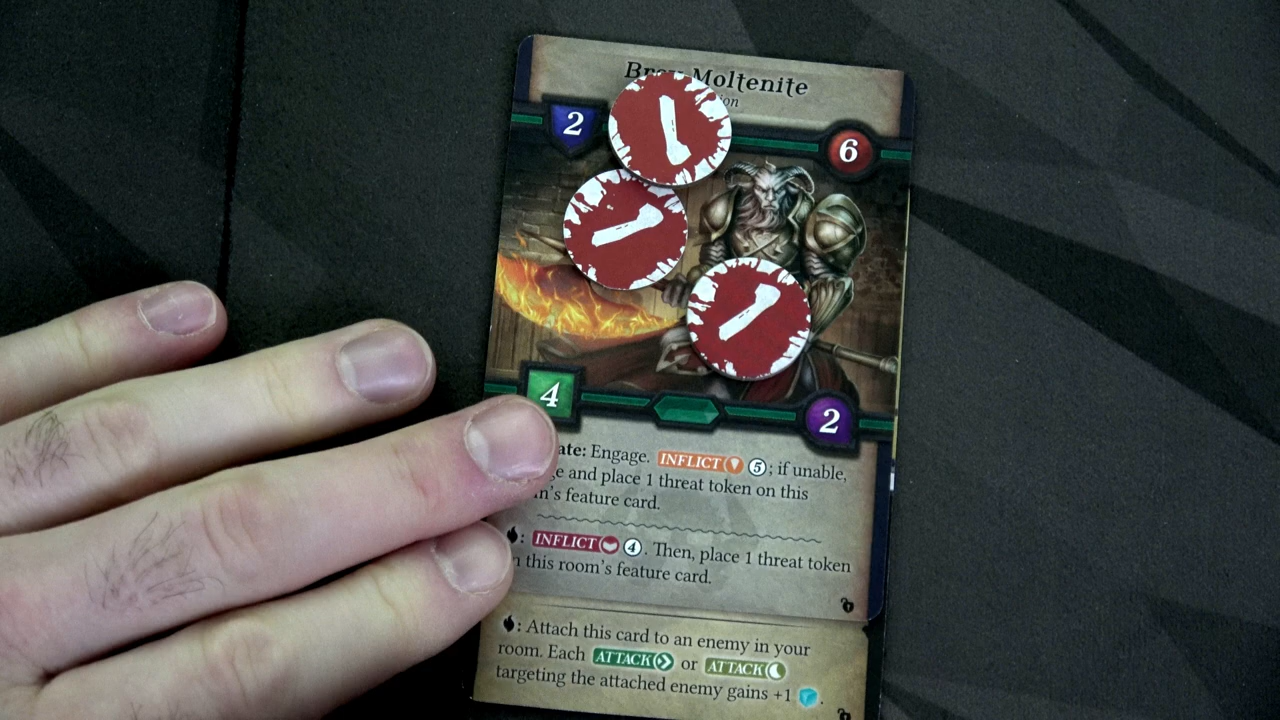 Moltenite
2
6
4
2
Engage. INFLICT 5; if unable,
and place 1 threat token on this
feature card.
: INFLICT 4. Then, place 1 threat token
this room's feature card.
: Attach this card to an enemy in your
room. Each ATTACK or ATTACK
targeting the attached enemy gains +1 .